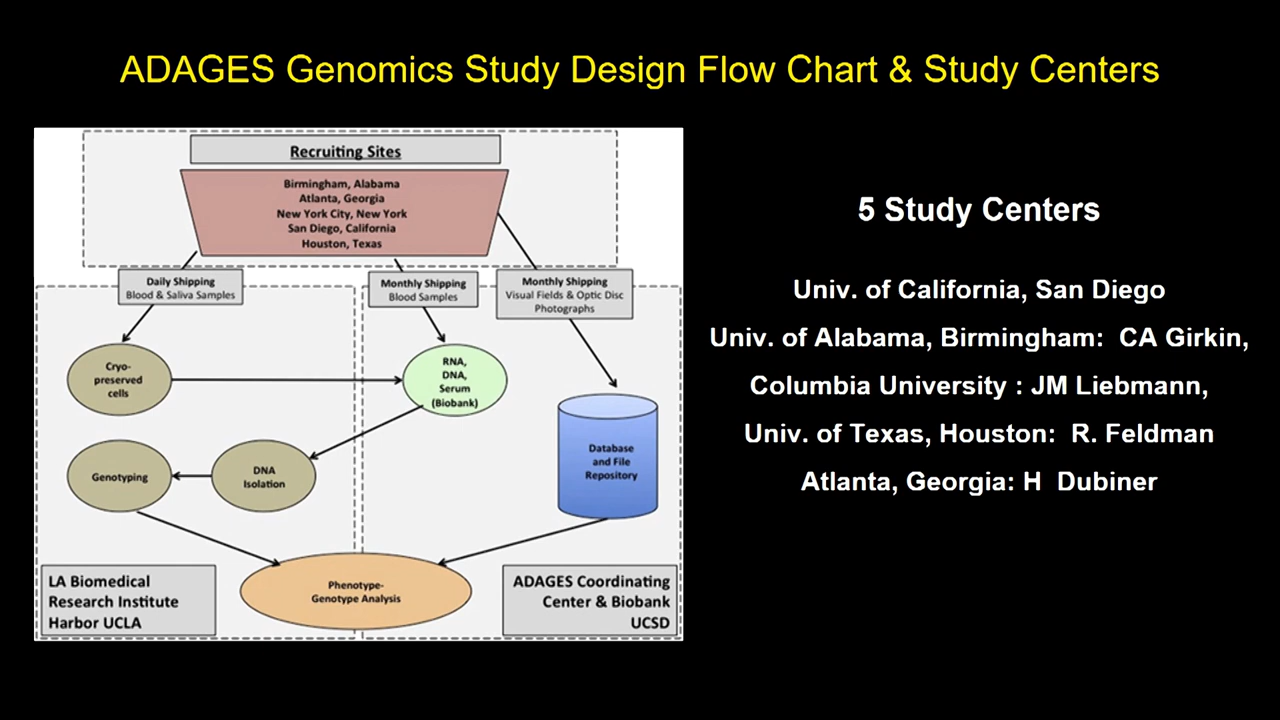 ADAGES Genomics Study Design Flow Chart & Study Centers
Recruiting Sites
Birmingham, Alabama
Atlanta, Georgia
New York City, New York
San Diego, California
Houston, Texas
Daily Shipping
Blood & Saliva Samples
Monthly Shipping
Blood Samples
Monthly Shipping
Visual Fields & Optic Disc
Photographs
Cryo-
preserved
cells
RNA,
DNA,
Serum
(Biobank)
Database
and File
Repository
Genotyping
DNA
Isolation
Phenotype-
Genotype Analysis
LA Biomedical
Research Institute
Harbor UCLA
ADAGES Coordinating
Center & Biobank
UCSD
5 Study Centers
Univ. of California, San Diego
Univ. of Alabama, Birmingham: CA Girkin,
Columbia University : JM Liebmann,
Univ. of Texas, Houston: R. Feldman
Atlanta, Georgia: H Dubiner